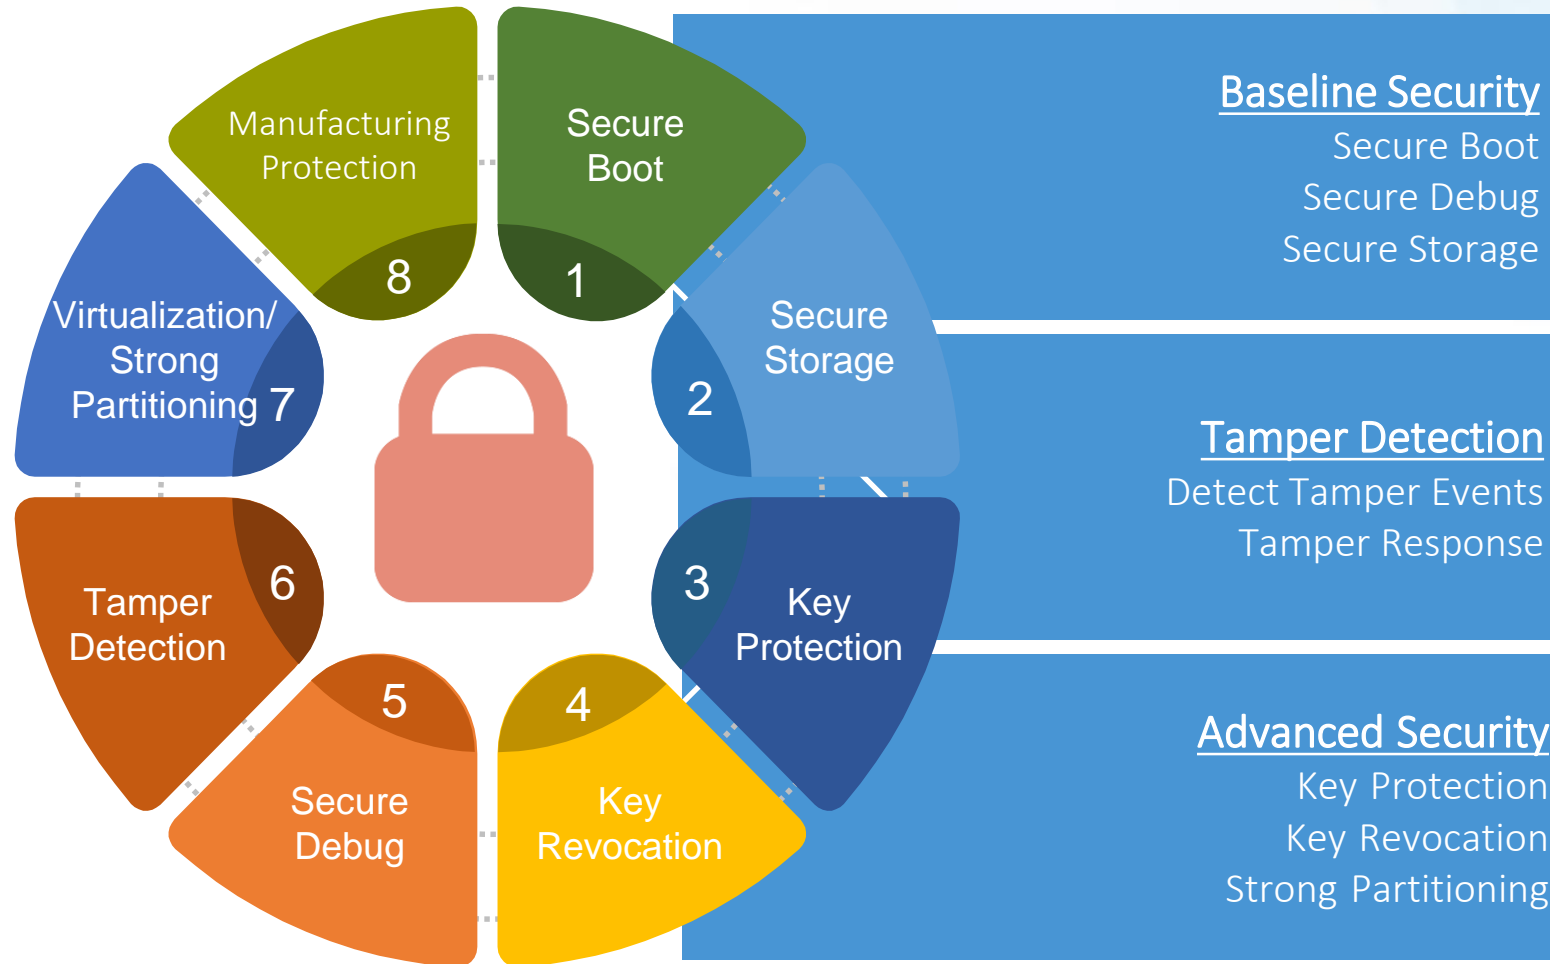 Secure
Boot
1
Secure
Storage
2
Key
Protection
3
Key
Revocation
4
Secure
Debug
5
Tamper
Detection
6
Virtualization/
Strong
Partitioning
7
Manufacturing
Protection
8
Baseline Security
Secure Boot
Secure Debug
Secure Storage
Tamper Detection
Detect Tamper Events
Tamper Response
Advanced Security
Key Protection
Key Revocation
Strong Partitioning